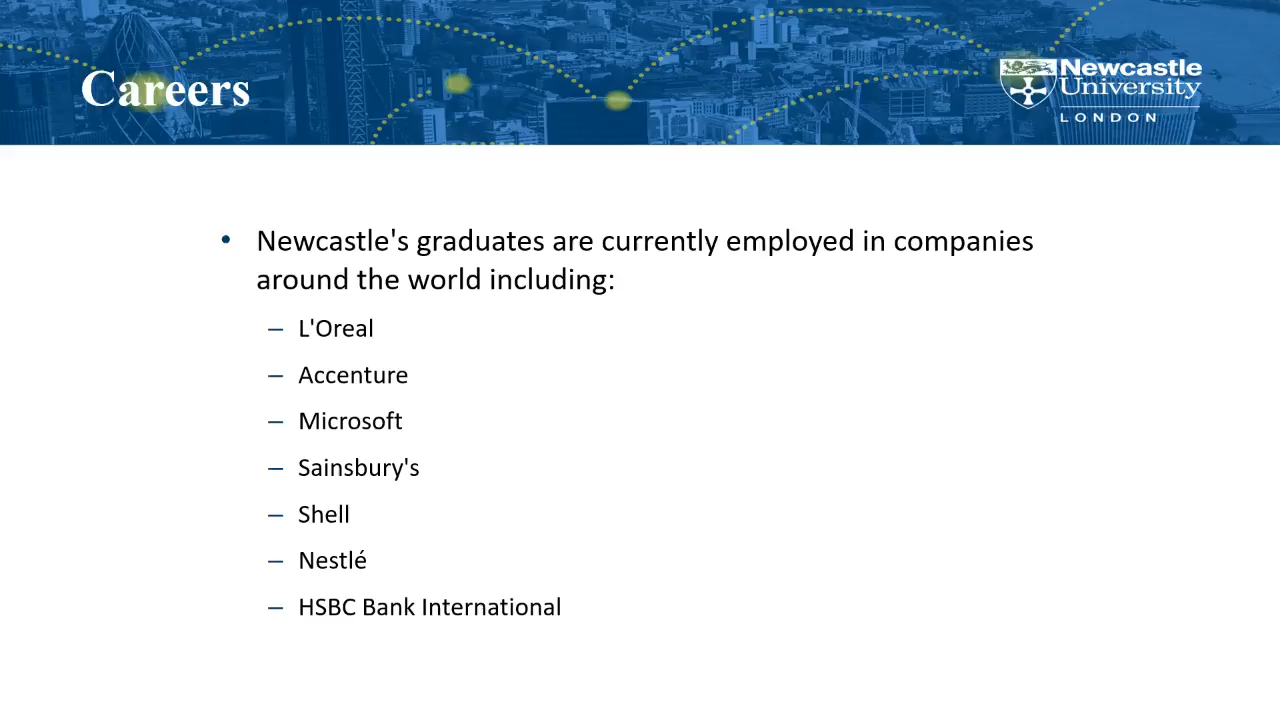 Careers
Newcastle
University
LONDON
• Newcastle's graduates are currently employed in companies
around the world including:
– L'Oreal
– Accenture
– Microsoft
– Sainsbury's
– Shell
– Nestlé
– HSBC Bank International